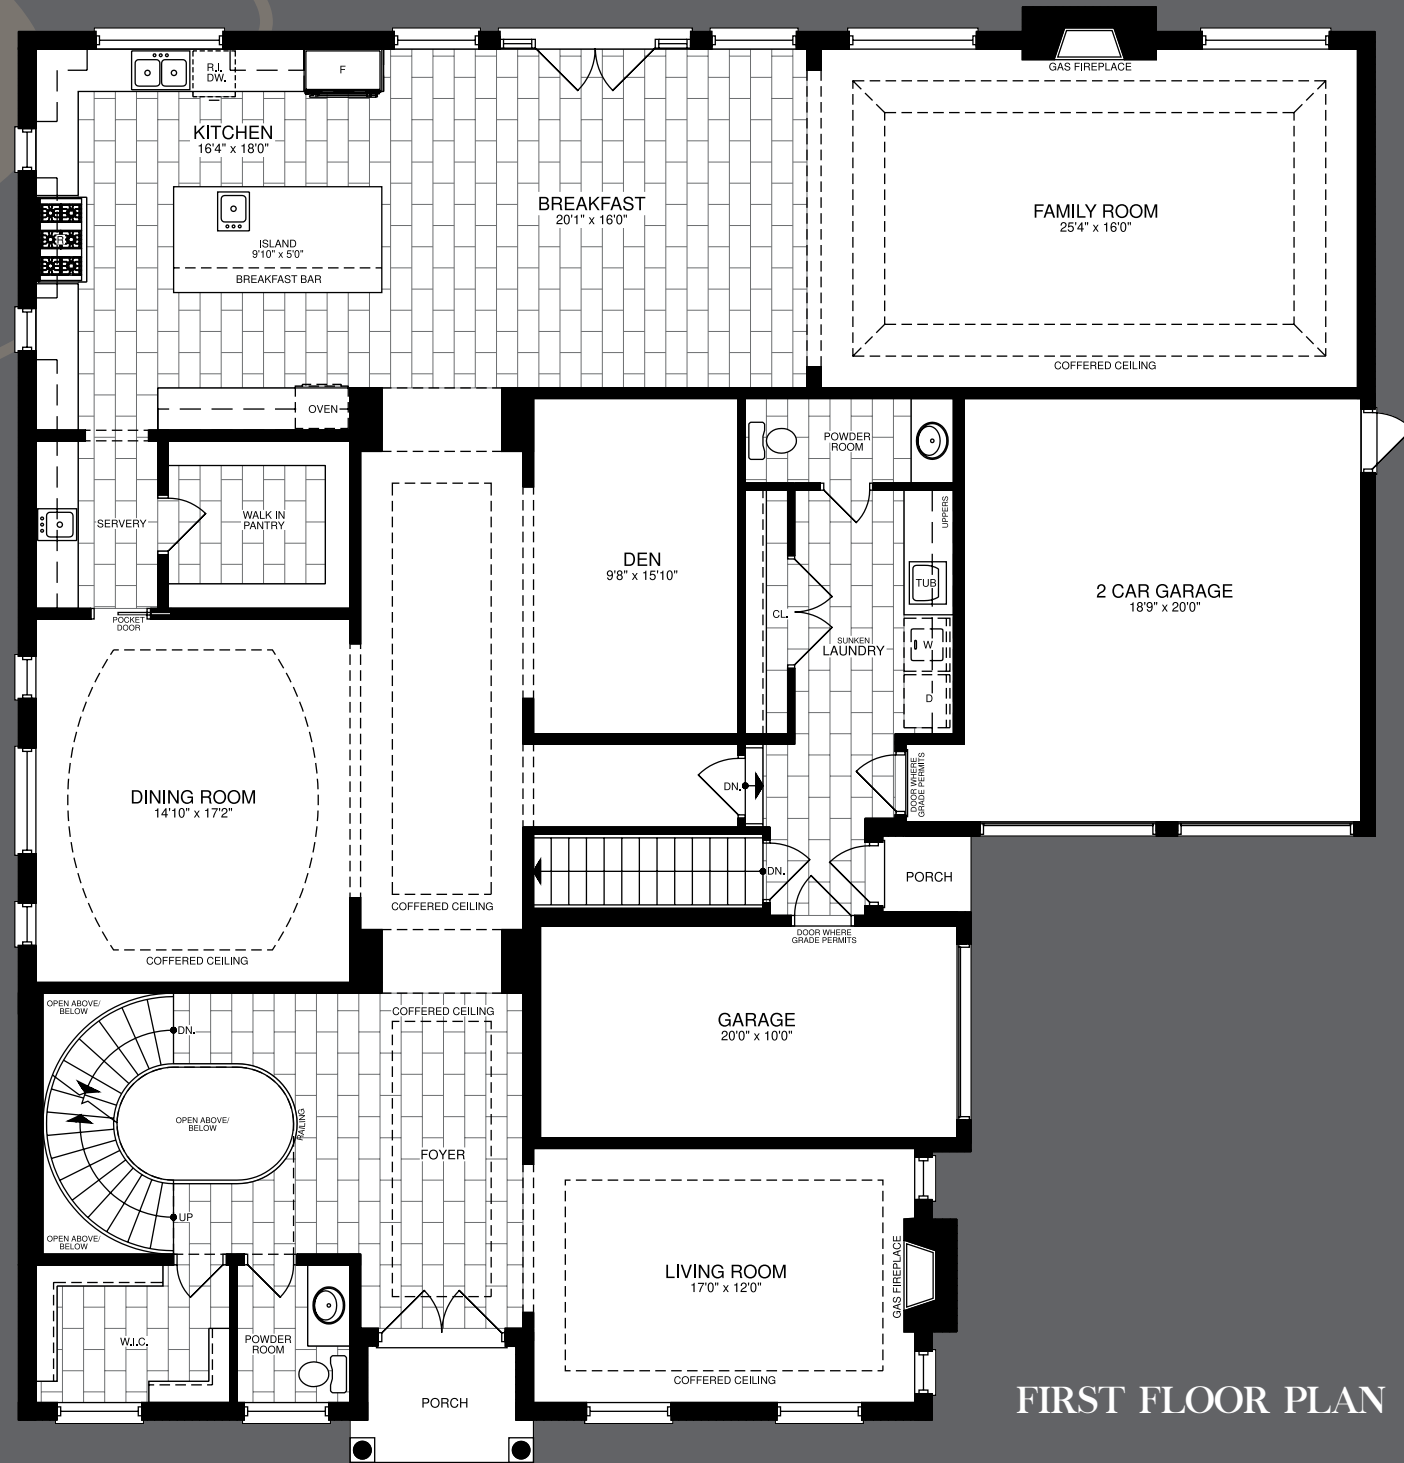 GAS FIREPLACE
R.I.
DW.
F
KITCHEN
16'4" x 18'0"
BREAKFAST
20'1" x 16'0"
FAMILY ROOM
25'4" x 16'0"
R
ISLAND
9'10" x 5'0"
BREAKFAST BAR
COFFERED CEILING
OVEN
POWDER
ROOM
UPPERS
SERVERY
WALK IN
PANTRY
DEN
9'8" x 15'10"
TUB
2 CAR GARAGE
18'9" x 20'0"
CL.
POCKET
DOOR
SUNKEN
LAUNDRY
W
D
DINING ROOM
14'10" x 17'2"
DN.
DOOR WHERE
GRADE PERMITS
DN.
PORCH
COFFERED CEILING
DOOR WHERE
GRADE PERMITS
COFFERED CEILING
OPEN ABOVE/
BELOW
COFFERED CEILING
DN.
GARAGE
20'0" x 10'0"
OPEN ABOVE/
BELOW
RAILING
FOYER
UP
OPEN ABOVE/
BELOW
LIVING ROOM
17'0" x 12'0"
GAS FIREPLACE
W.I.C.
POWDER
ROOM
COFFERED CEILING
PORCH
FIRST FLOOR PLAN